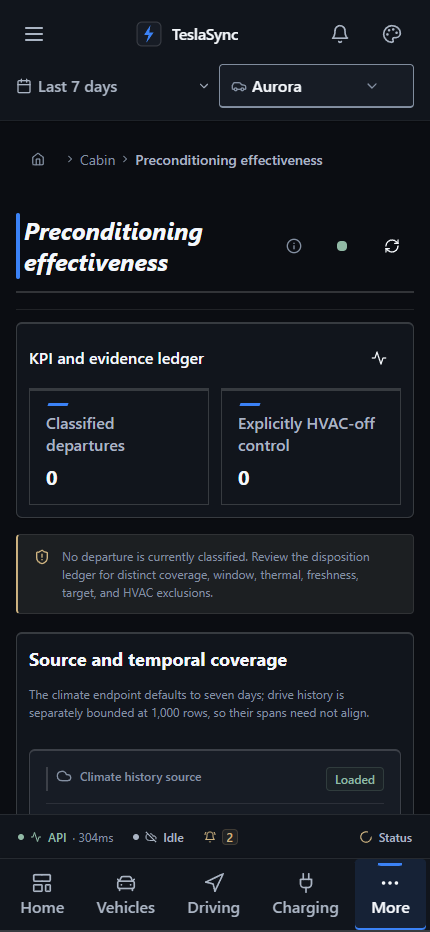 TeslaSync
Last 7 days
Aurora
Cabin
Preconditioning effectiveness
Preconditioning
effectiveness
KPI and evidence ledger
Classified
departures
0
Explicitly HVAC-off
control
0
No departure is currently classified. Review the disposition
ledger for distinct coverage, window, thermal, freshness,
target, and HVAC exclusions.
Source and temporal coverage
The climate endpoint defaults to seven days; drive history is
separately bounded at 1,000 rows, so their spans need not align.
Climate history source
Loaded
API · 304ms
Idle
2
Status
Home
Vehicles
Driving
Charging
More